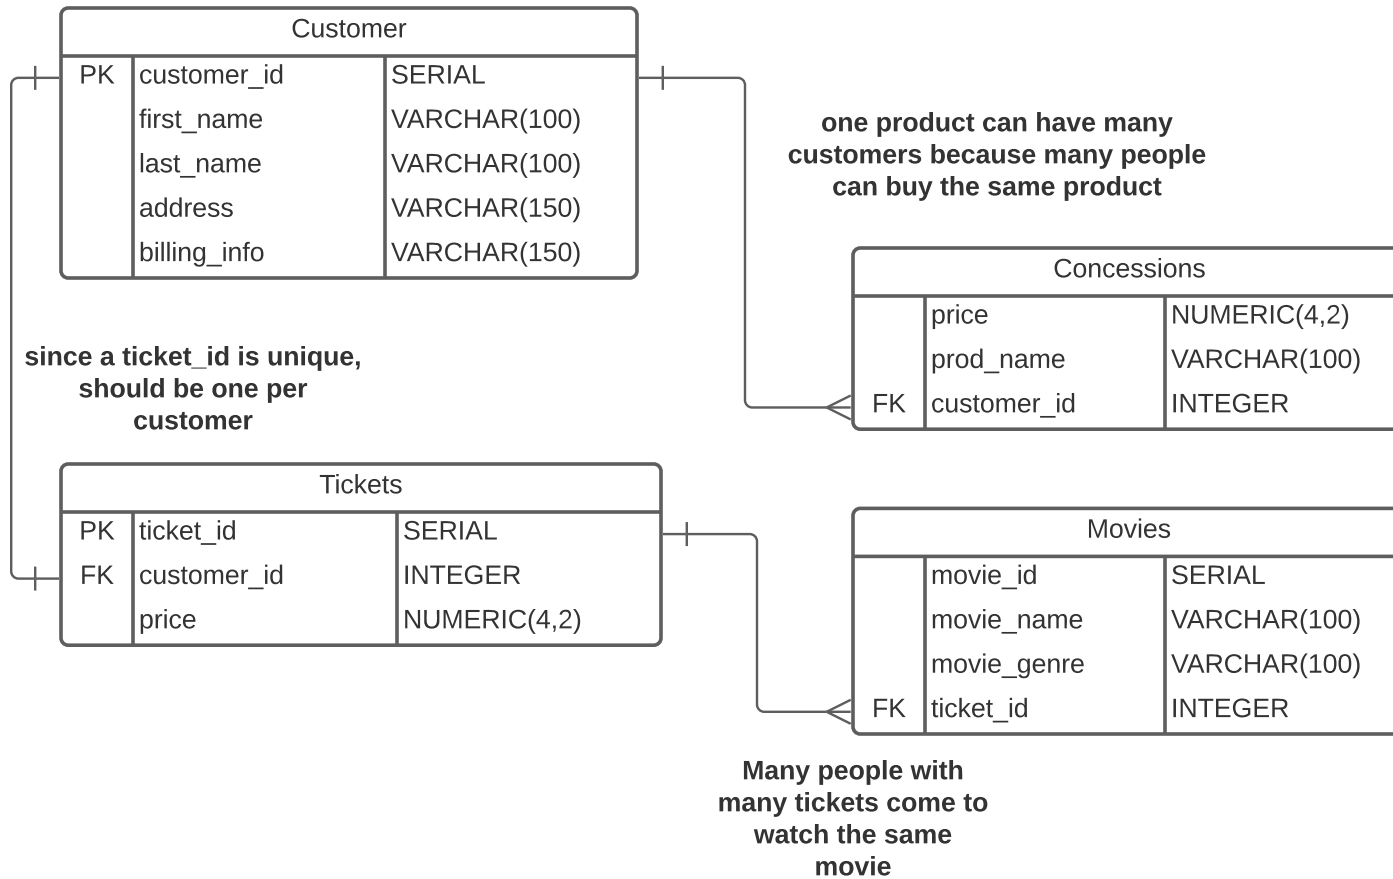 Customer
PK customer_id SERIAL
first_name VARCHAR(100)
last_name VARCHAR(100)
address VARCHAR(150)
billing_info VARCHAR(150)
one product can have many
customers because many people
can buy the same product
Concessions
price NUMERIC(4,2)
prod_name VARCHAR(100)
FK customer_id INTEGER
since a ticket_id is unique,
should be one per
customer
Tickets
PK ticket_id SERIAL
FK customer_id INTEGER
price NUMERIC(4,2)
Movies
movie_id SERIAL
movie_name VARCHAR(100)
movie_genre VARCHAR(100)
FK ticket_id INTEGER
Many people with
many tickets come to
watch the same
movie